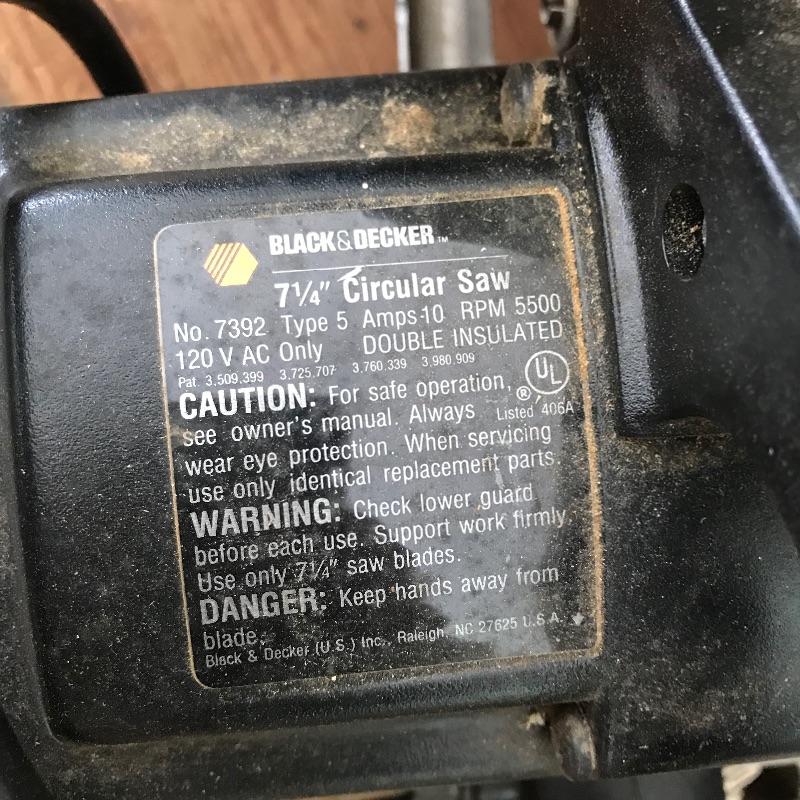 BLACK&DECKER™
7 1/4" Circular Saw
No. 7392 Type 5 Amps-10 RPM 5500
120 V AC Only DOUBLE INSULATED
Pat. 3,509,399 3,725,707 3,760,339 3,980,909
CAUTION: For safe operation, ® UL
see owner's manual. Always Listed 406A
wear eye protection. When servicing
use only identical replacement parts.
WARNING: Check lower guard
before each use. Support work firmly.
Use only 7 1/4" saw blades.
DANGER: Keep hands away from
blade.
Black & Decker (U.S.) Inc., Raleigh, NC 27625 U.S.A.